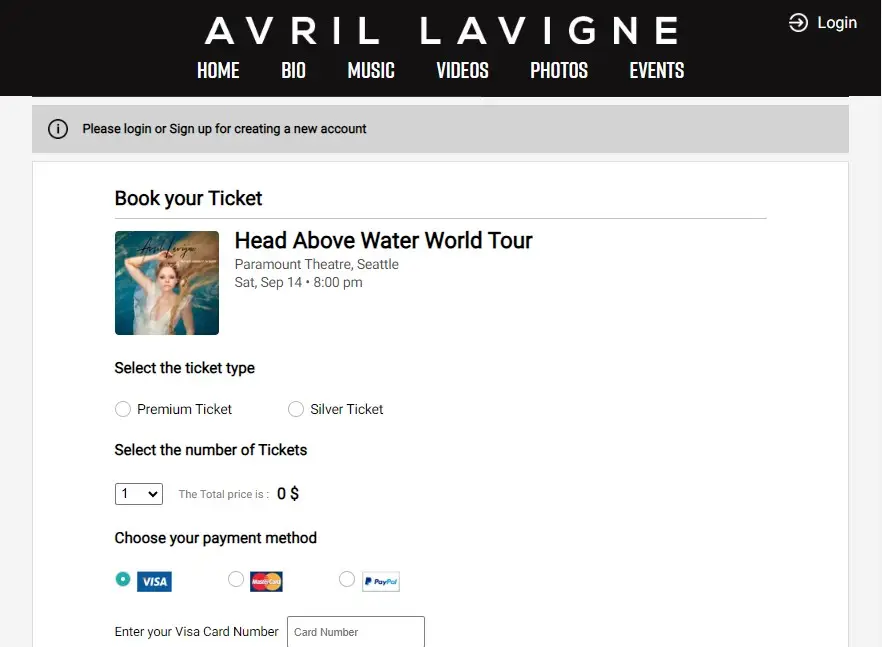 AVRIL LAVIGNE
Login
HOME BIO MUSIC VIDEOS PHOTOS EVENTS
Please login or Sign up for creating a new account
Book your Ticket
Avril Lavigne
Head Above Water World Tour
Paramount Theatre, Seattle
Sat, Sep 14 • 8:00 pm
Select the ticket type
Premium Ticket Silver Ticket
Select the number of Tickets
1 The Total price is : 0 $
Choose your payment method
VISA MasterCard PayPal
Enter your Visa Card Number Card Number